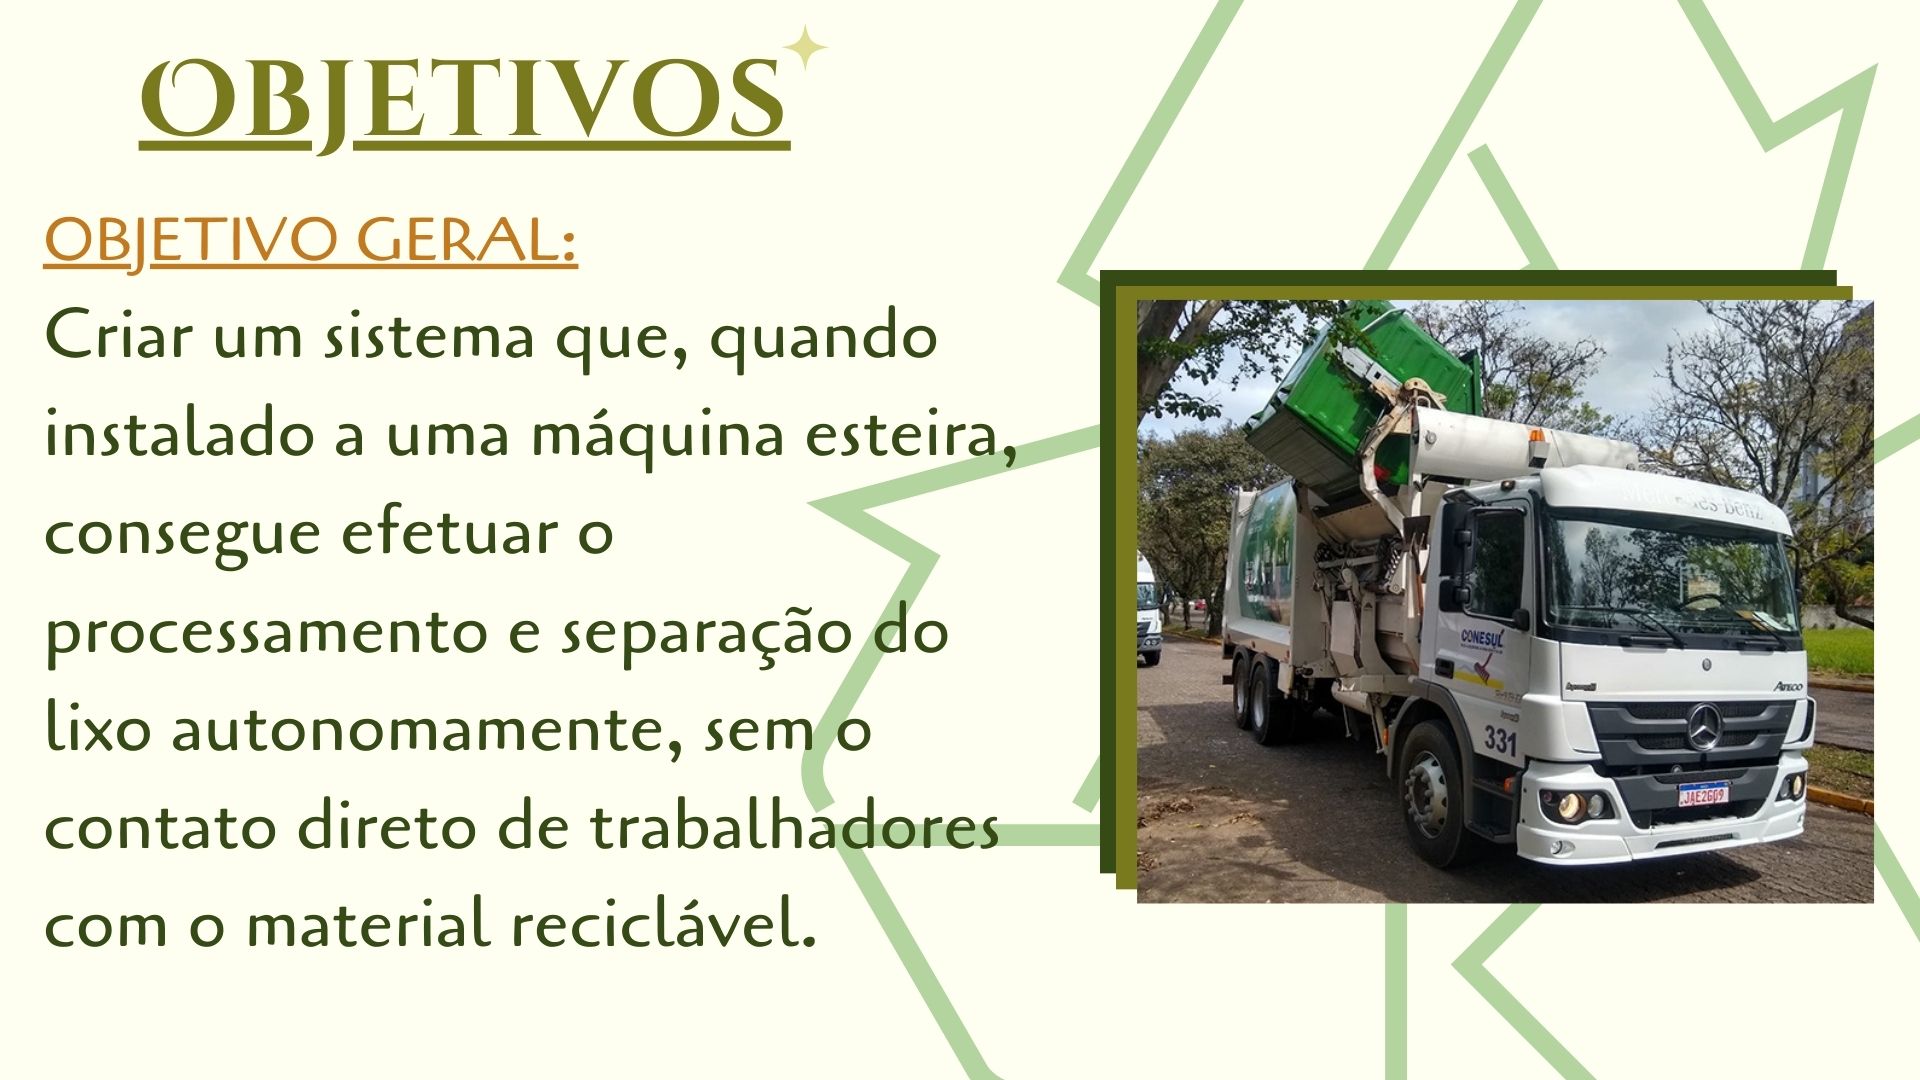 Objetivos
OBJETIVO GERAL:
Criar um sistema que, quando
instalado a uma máquina esteira,
consegue efetuar o
processamento e separação do
lixo autonomamente, sem o
contato direto de trabalhadores
com o material reciclável.
Mercedes-Benz
CONESUL
ATECO
331
JAE2G09